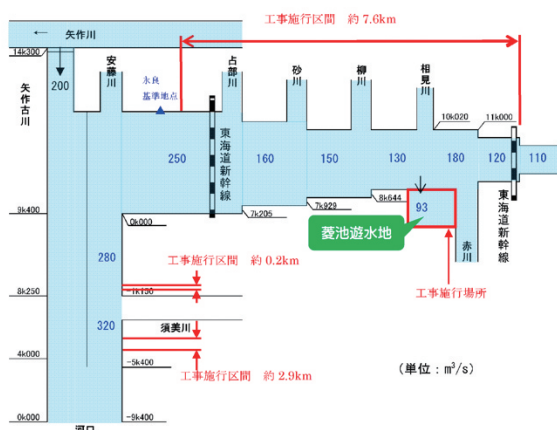 工事施行区間 約7.6km
← 矢作川
14k300
200
安藤川
占部川
砂川
柳川
相見川
矢作古川
永良
基準地点
東海道新幹線
10k020
11k000
250
160
150
130
180
120
110
8k644
7k929
7k205
93
菱池遊水地
赤川
東海道新幹線
9k400
0k000
280
工事施行区間 約0.2km
工事施行場所
8k250
-1k150
320
須美川
4k000
-5k400
(単位:m³/s)
工事施行区間 約2.9km
0k000
-9k400
河口